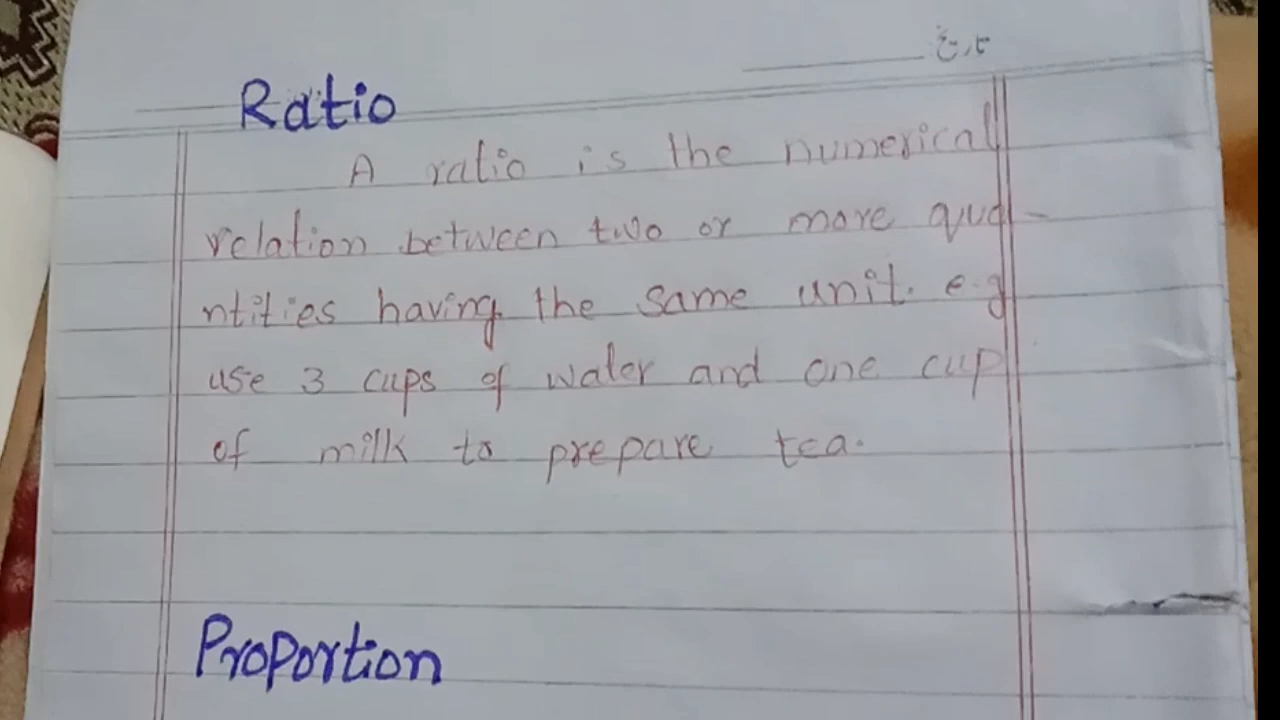 تاریخ
Ratio
A ratio is the numerical
relation between two or more qua-
ntities having the same unit. e.g
use 3 cups of water and one cup
of milk to prepare tea.
Proportion